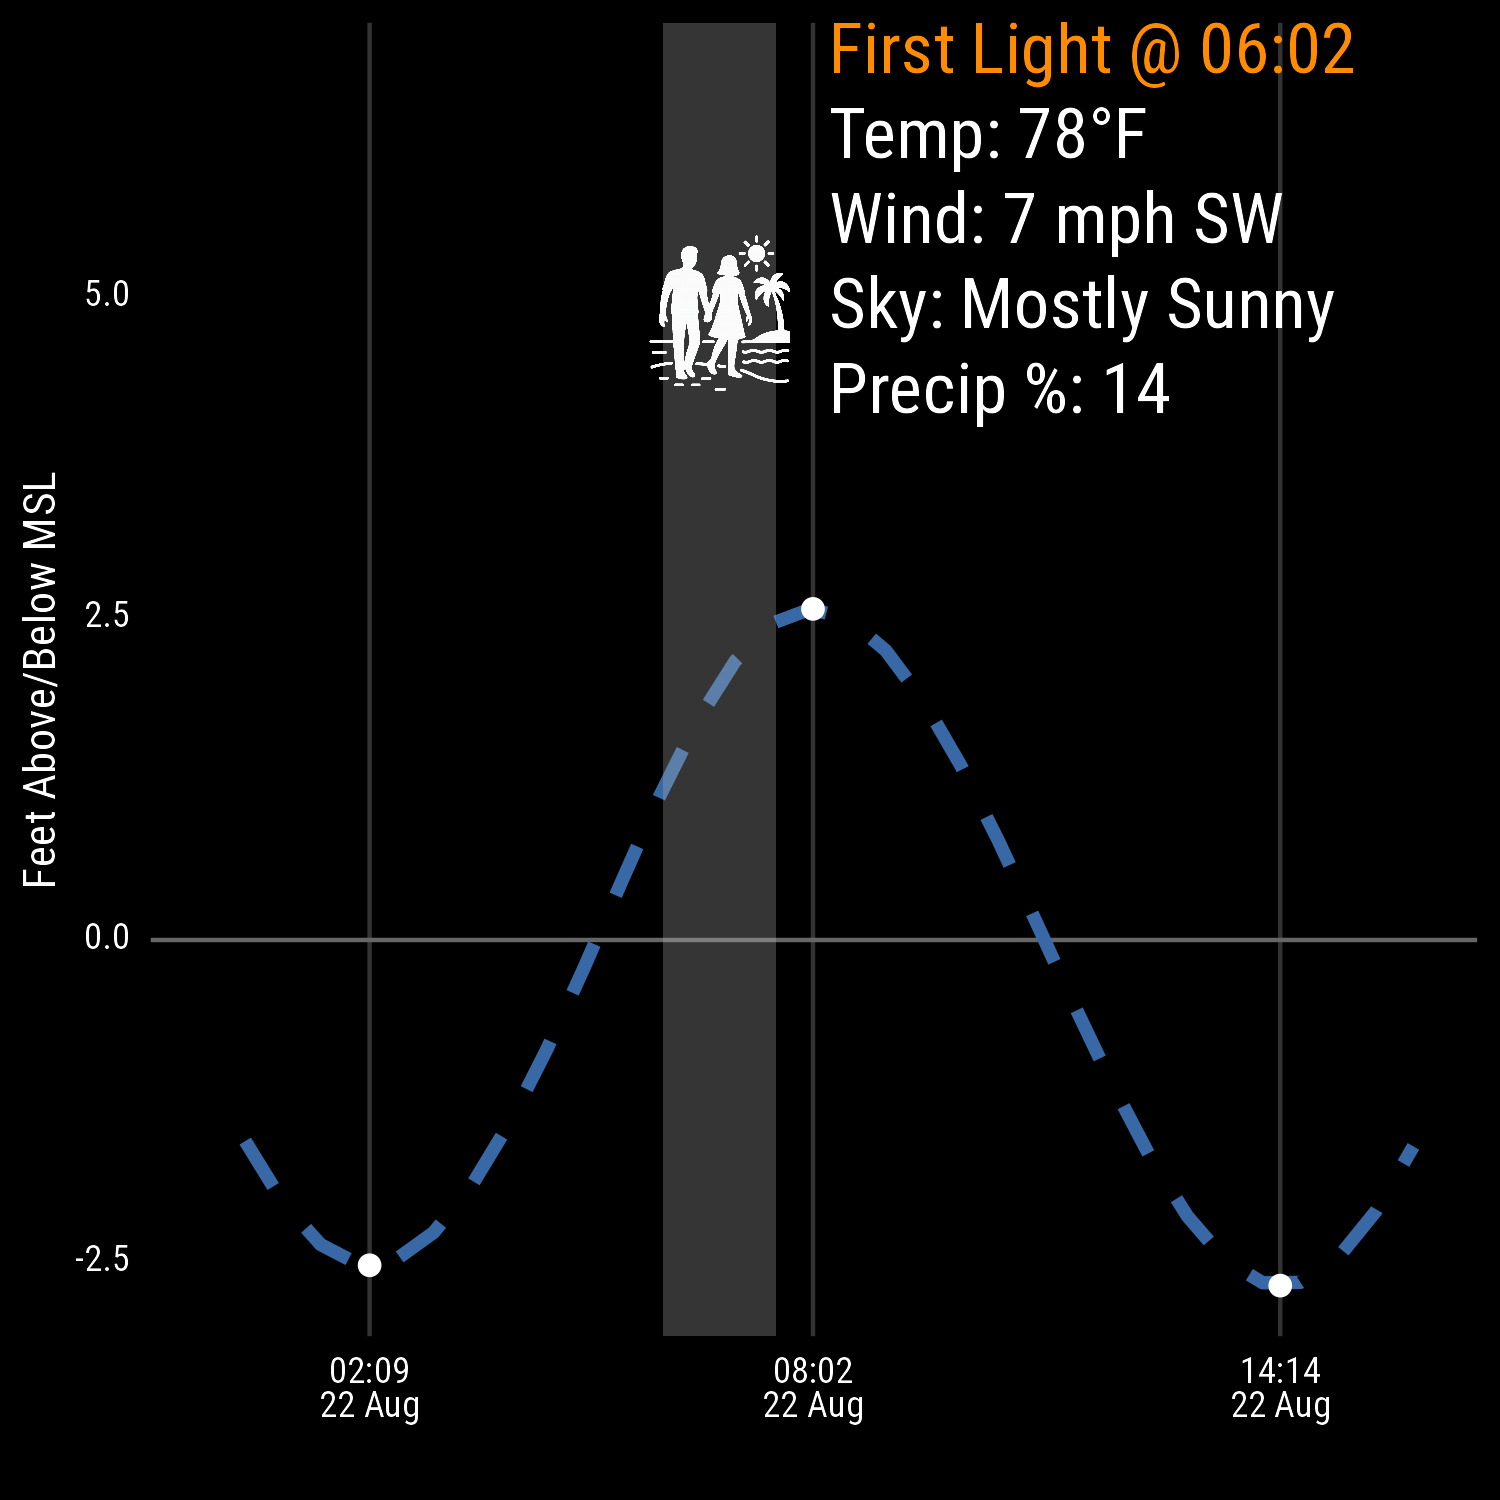 First Light @ 06:02
Temp: 78°F
Wind: 7 mph SW
Sky: Mostly Sunny
Precip %: 14
Feet Above/Below MSL
5.0
2.5
0.0
-2.5
02:09
22 Aug
08:02
22 Aug
14:14
22 Aug